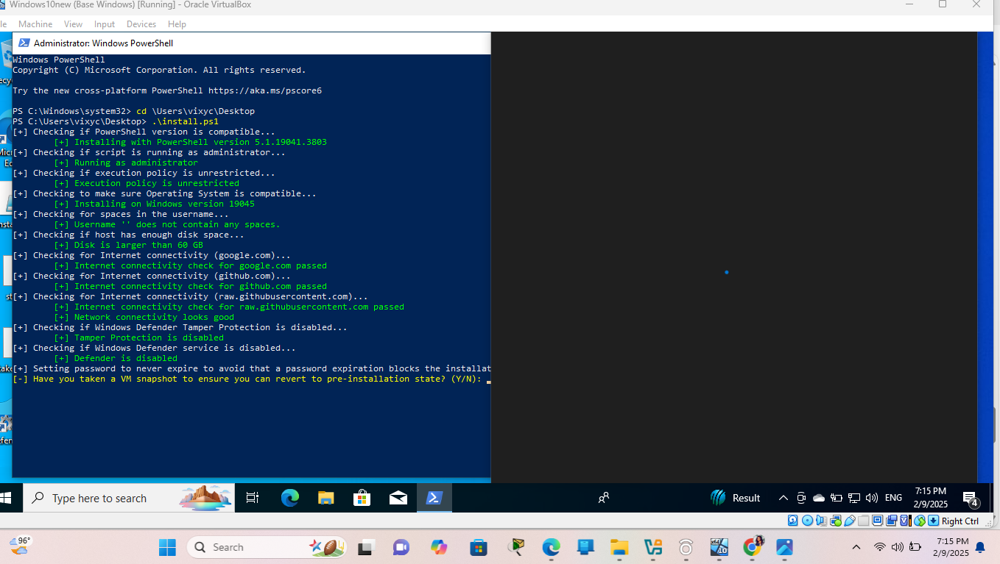 Windows10new (Base Windows) [Running] - Oracle VirtualBox
Machine View Input Devices Help
Administrator: Windows PowerShell
Windows PowerShell
Copyright (C) Microsoft Corporation. All rights reserved.
Try the new cross-platform PowerShell https://aka.ms/pscore6
PS C:\Windows\system32> cd \Users\vixyc\Desktop
PS C:\Users\vixyc\Desktop> .\install.ps1
[+] Checking if PowerShell version is compatible...
[+] Installing with PowerShell version 5.1.19041.3803
[+] Checking if script is running as administrator...
[+] Running as administrator
[+] Checking if execution policy is unrestricted...
[+] Execution policy is unrestricted
[+] Checking to make sure Operating System is compatible...
[+] Installing on Windows version 19045
[+] Checking for spaces in the username...
[+] Username '' does not contain any spaces.
[+] Checking if host has enough disk space...
[+] Disk is larger than 60 GB
[+] Checking for Internet connectivity (google.com)...
[+] Internet connectivity check for google.com passed
[+] Checking for Internet connectivity (github.com)...
[+] Internet connectivity check for github.com passed
[+] Checking for Internet connectivity (raw.githubusercontent.com)...
[+] Internet connectivity check for raw.githubusercontent.com passed
[+] Network connectivity looks good
[+] Checking if Windows Defender Tamper Protection is disabled...
[+] Tamper Protection is disabled
[+] Checking if Windows Defender service is disabled...
[+] Defender is disabled
[+] Setting password to never expire to avoid that a password expiration blocks the installat
[-] Have you taken a VM snapshot to ensure you can revert to pre-installation state? (Y/N):
Type here to search
Result
ENG
7:15 PM
2/9/2025
4
Right Ctrl
96°
Search
7:15 PM
2/9/2025